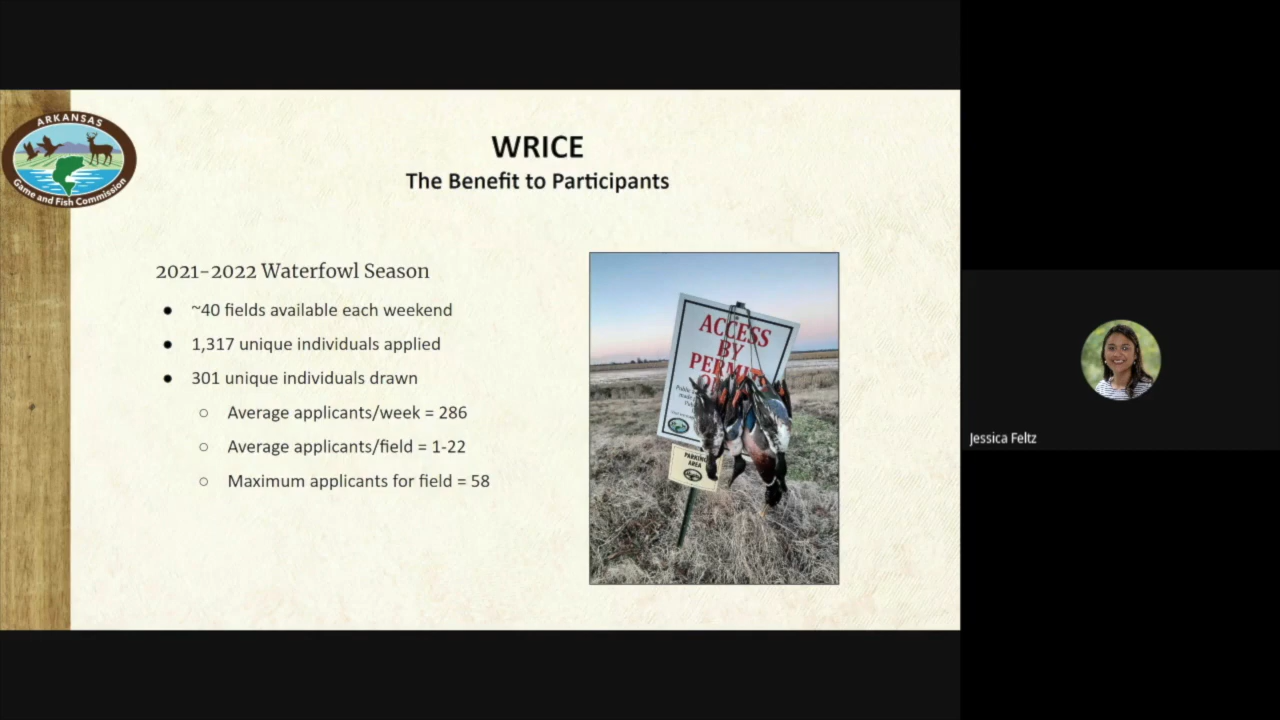 ARKANSAS
Game and Fish Commission
WRICE
The Benefit to Participants
2021-2022 Waterfowl Season
● ~40 fields available each weekend
● 1,317 unique individuals applied
● 301 unique individuals drawn
○ Average applicants/week = 286
○ Average applicants/field = 1-22
○ Maximum applicants for field = 58
ACCESS
BY
PERMIT
PARKING
AREA
Jessica Feltz